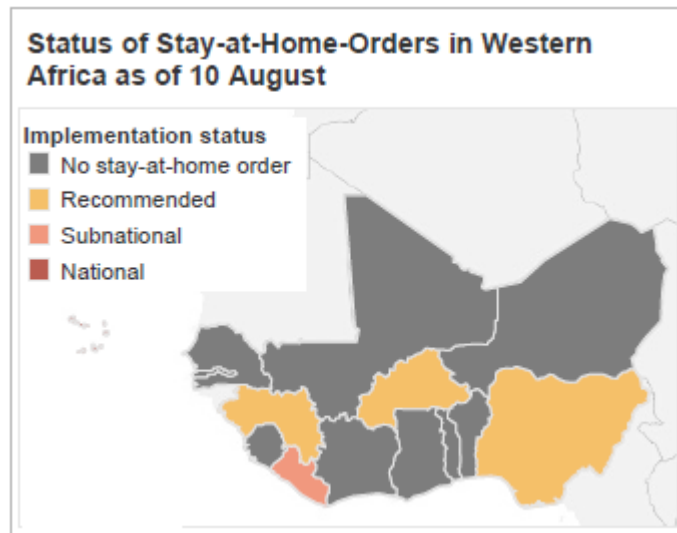 Status of Stay-at-Home-Orders in Western
Africa as of 10 August
Implementation status
No stay-at-home order
Recommended
Subnational
National